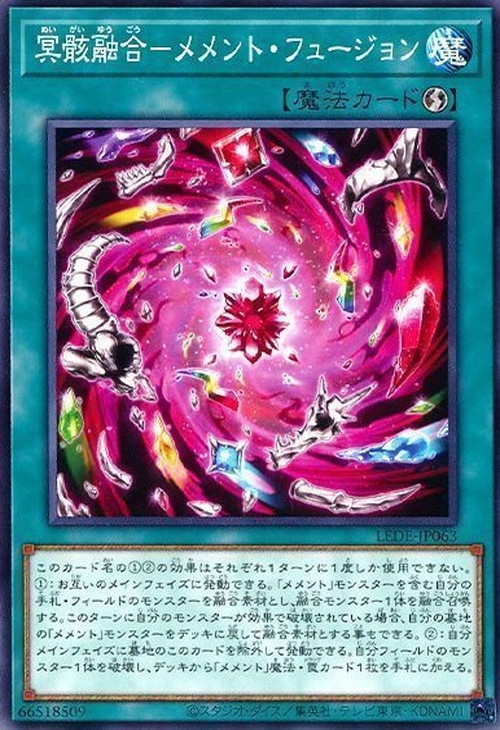 冥骸融合－メメント・フュージョン
魔
【魔法カード】
LEDE-JP063
このカード名の①②の効果はそれぞれ1ターンに1度しか使用できない。
①：お互いのメインフェイズに発動できる。「メメント」モンスターを含む自分の
手札・フィールドのモンスターを融合素材とし、融合モンスター1体を融合召喚
する。このターンに自分のモンスターが効果で破壊されている場合、自分の墓地
の「メメント」モンスターをデッキに戻して融合素材とする事もできる。②：自分
メインフェイズに墓地のこのカードを除外して発動できる。自分フィールドのモン
スター1体を破壊し、デッキから「メメント」魔法・罠カード1枚を手札に加える。
66518509
©スタジオ・ダイス／集英社・テレビ東京・KONAMI